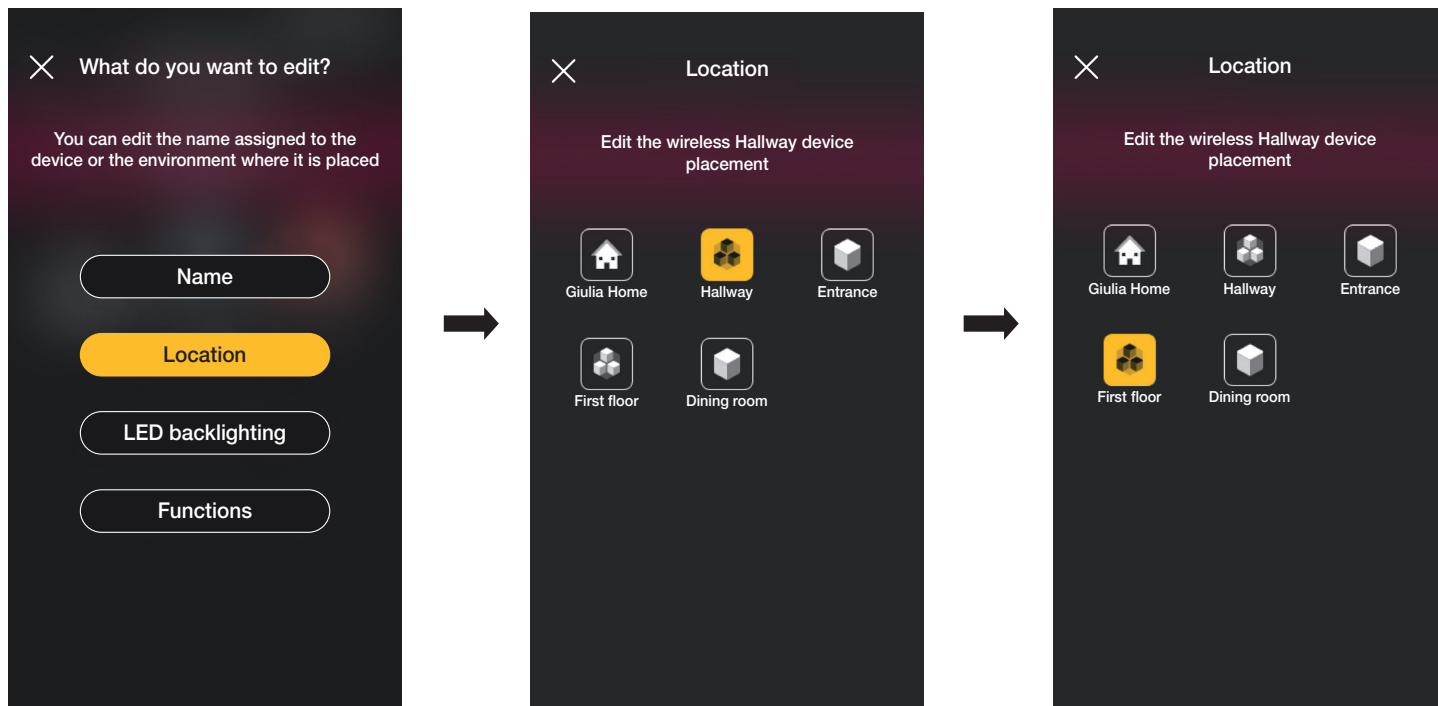 What do you want to edit?
You can edit the name assigned to the
device or the environment where it is placed
Name
Location
LED backlighting
Functions
Location
Edit the wireless Hallway device
placement
Giulia Home
Hallway
Entrance
First floor
Dining room
Location
Edit the wireless Hallway device
placement
Giulia Home
Hallway
Entrance
First floor
Dining room